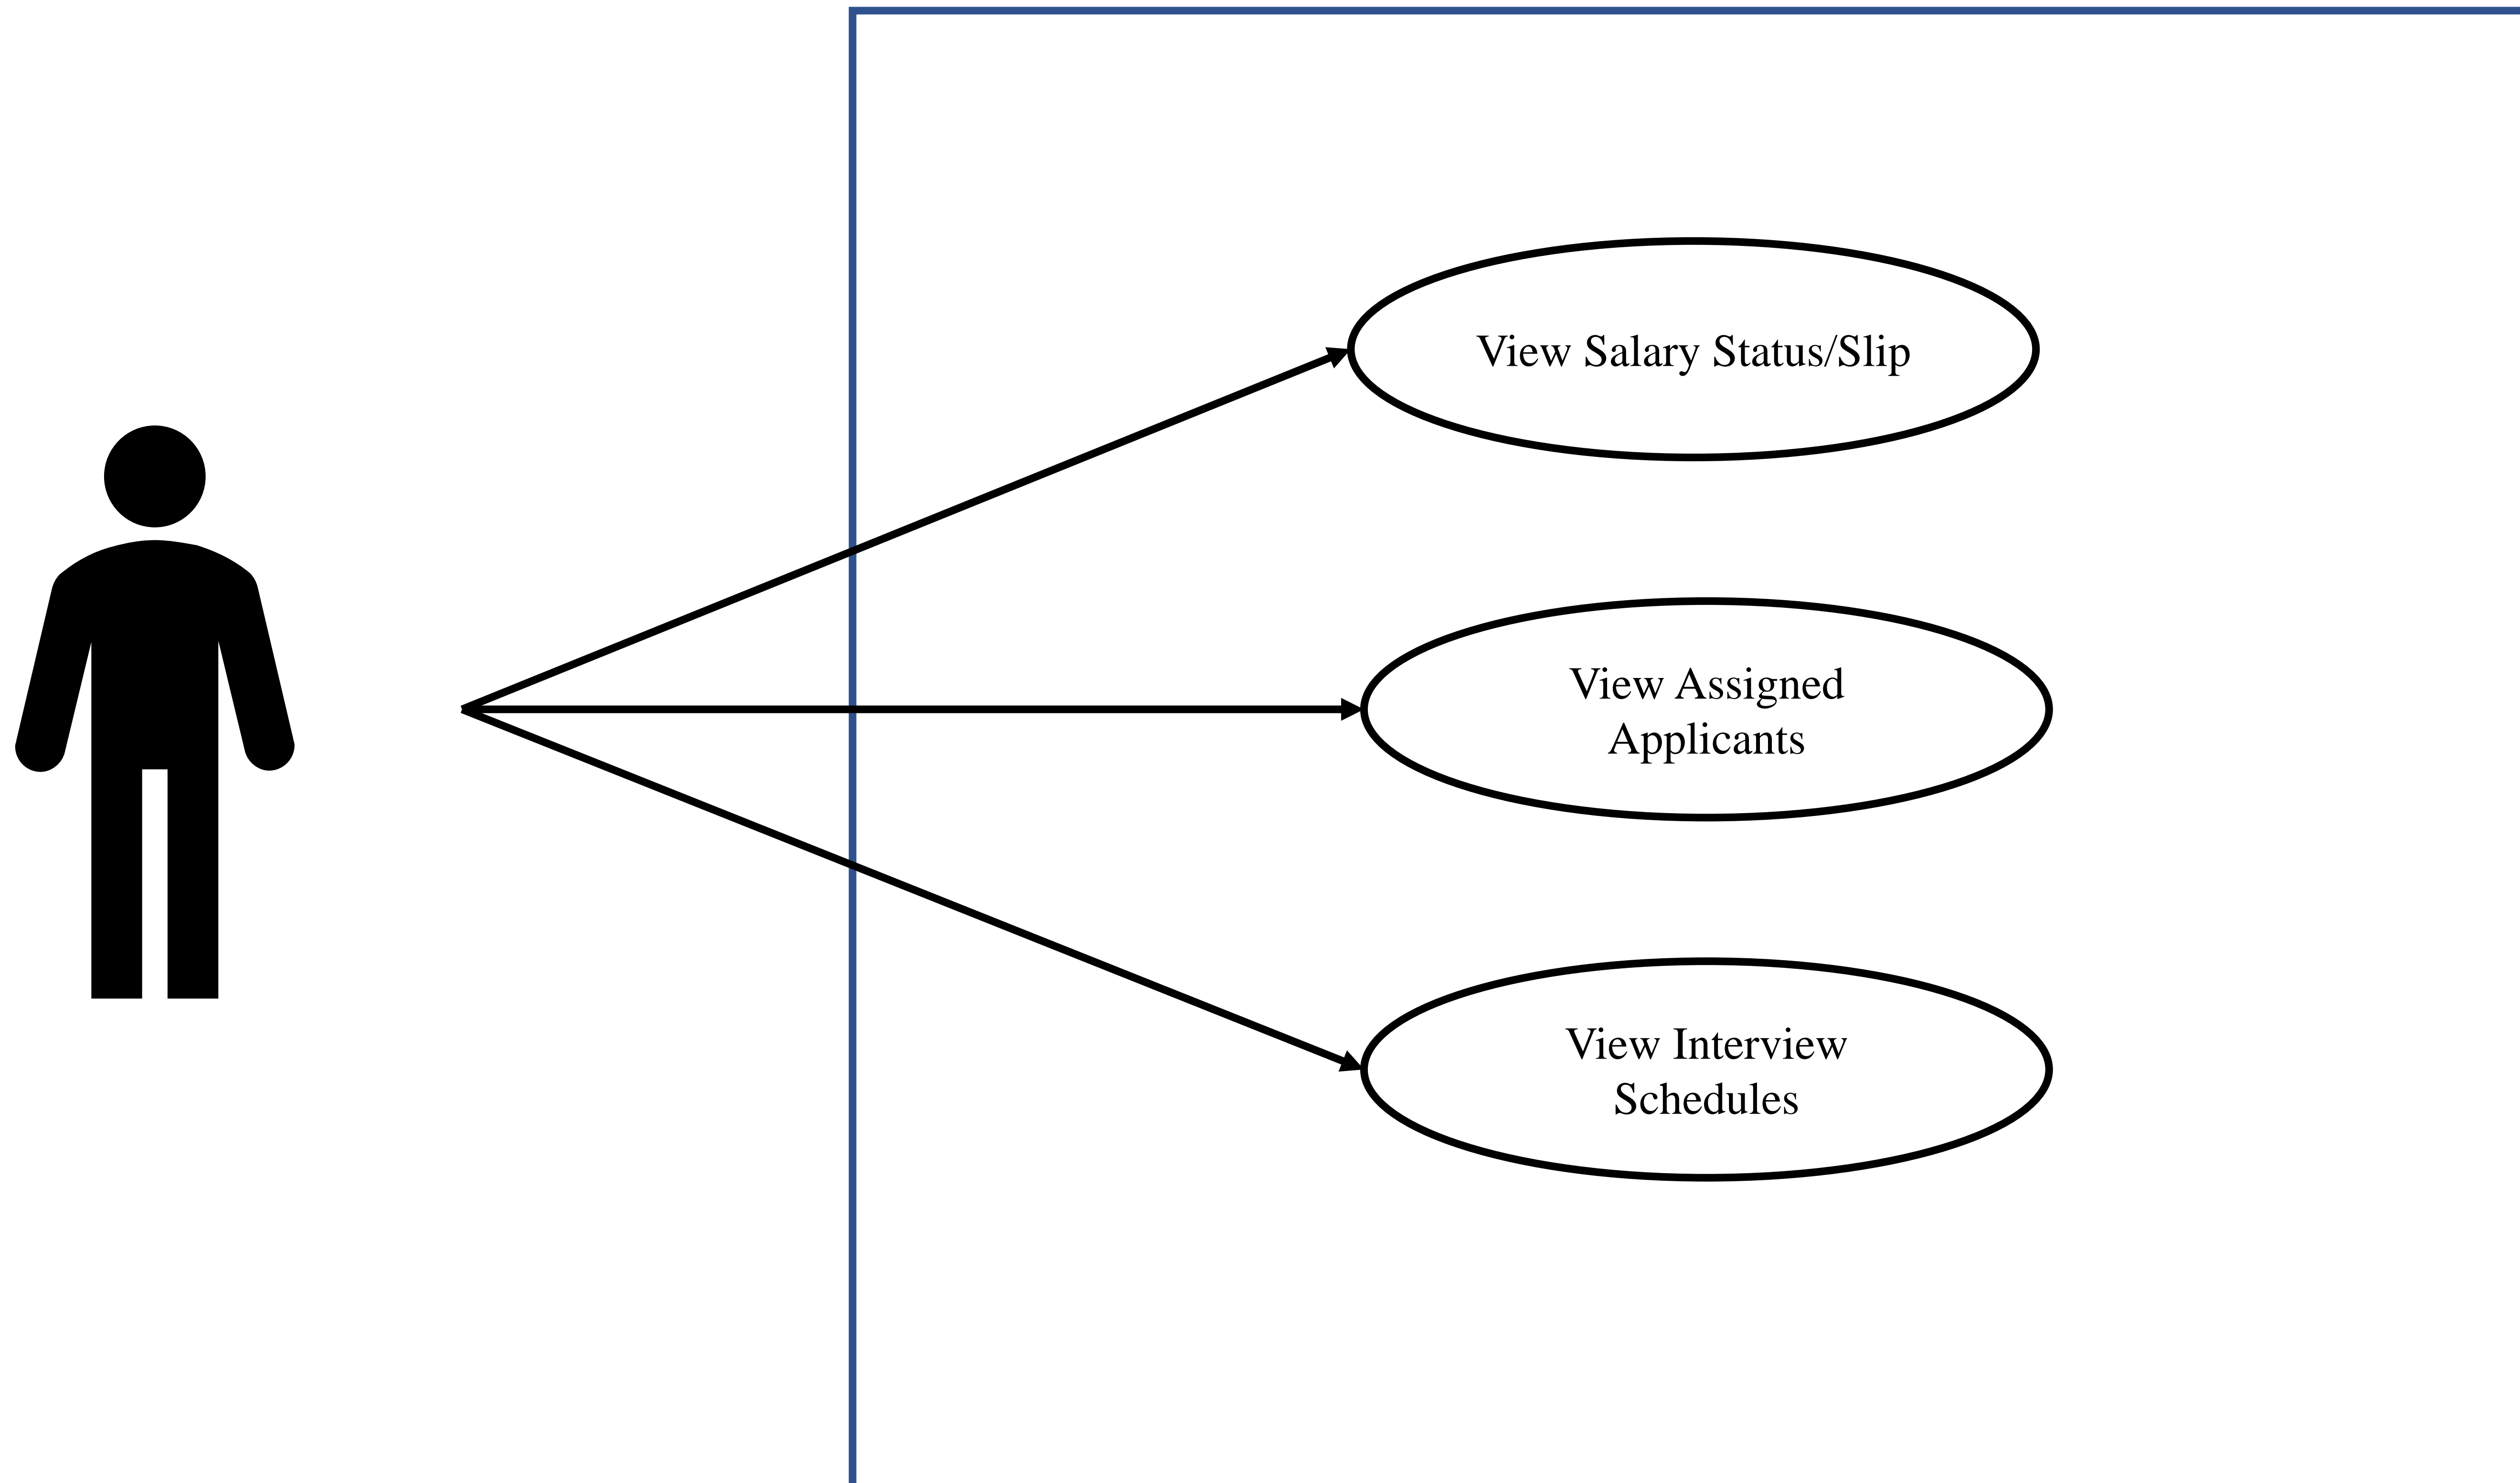 View Salary Status/Slip
View Assigned
Applicants
View Interview
Schedules